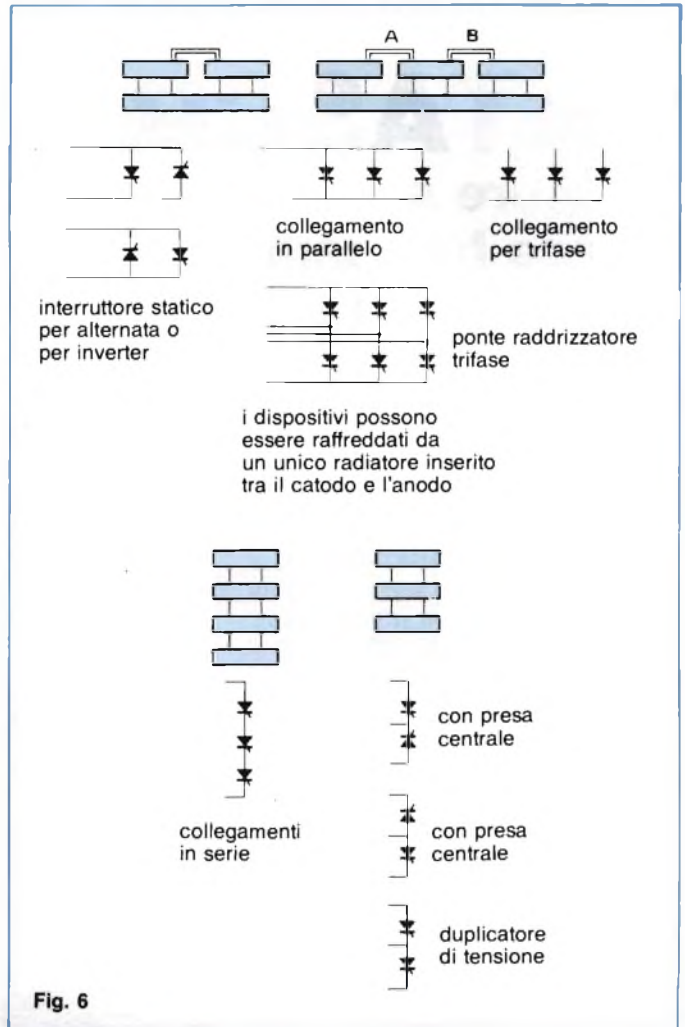 A B
collegamento
in parallelo
collegamento
per trifase
interruttore statico
per alternata o
per inverter
ponte raddrizzatore
trifase
i dispositivi possono
essere raffreddati da
un unico radiatore inserito
tra il catodo e l'anodo
collegamenti
in serie
con presa
centrale
con presa
centrale
duplicatore
di tensione
Fig. 6